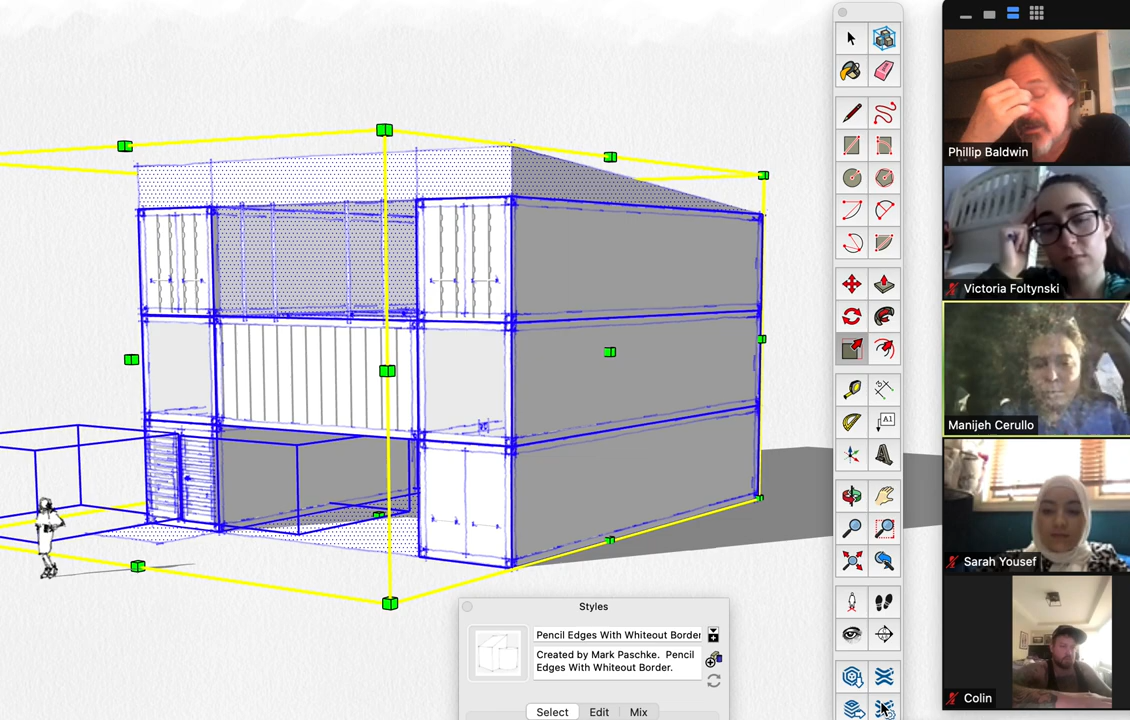 A1
Phillip Baldwin
Victoria Foltynski
Manijeh Cerullo
Sarah Yousef
Colin
Styles
Pencil Edges With Whiteout Border
Created by Mark Paschke. Pencil
Edges With Whiteout Border.
Select Edit Mix